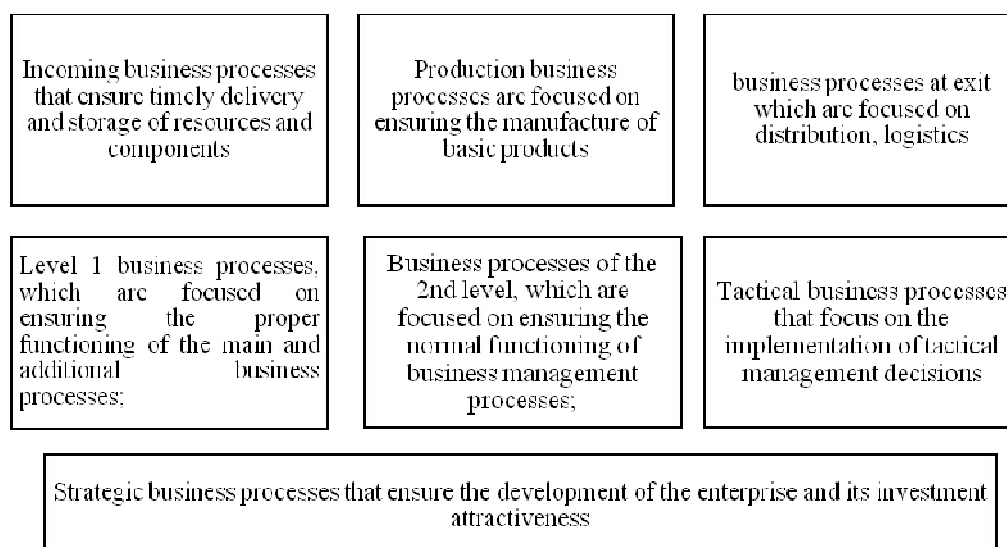 Incoming business processes
that ensure timely delivery
and storage of resources and
components
Production business
processes are focused on
ensuring the manufacture of
basic products
business processes at exit
which are focused on
distribution, logistics
Level 1 business processes,
which are focused on
ensuring the proper
functioning of the main and
additional business
processes;
Business processes of the
2nd level, which are
focused on ensuring the
normal functioning of
business management
processes;
Tactical business processes
that focus on the
implementation of tactical
management decisions
Strategic business processes that ensure the development of the enterprise and its investment
attractiveness